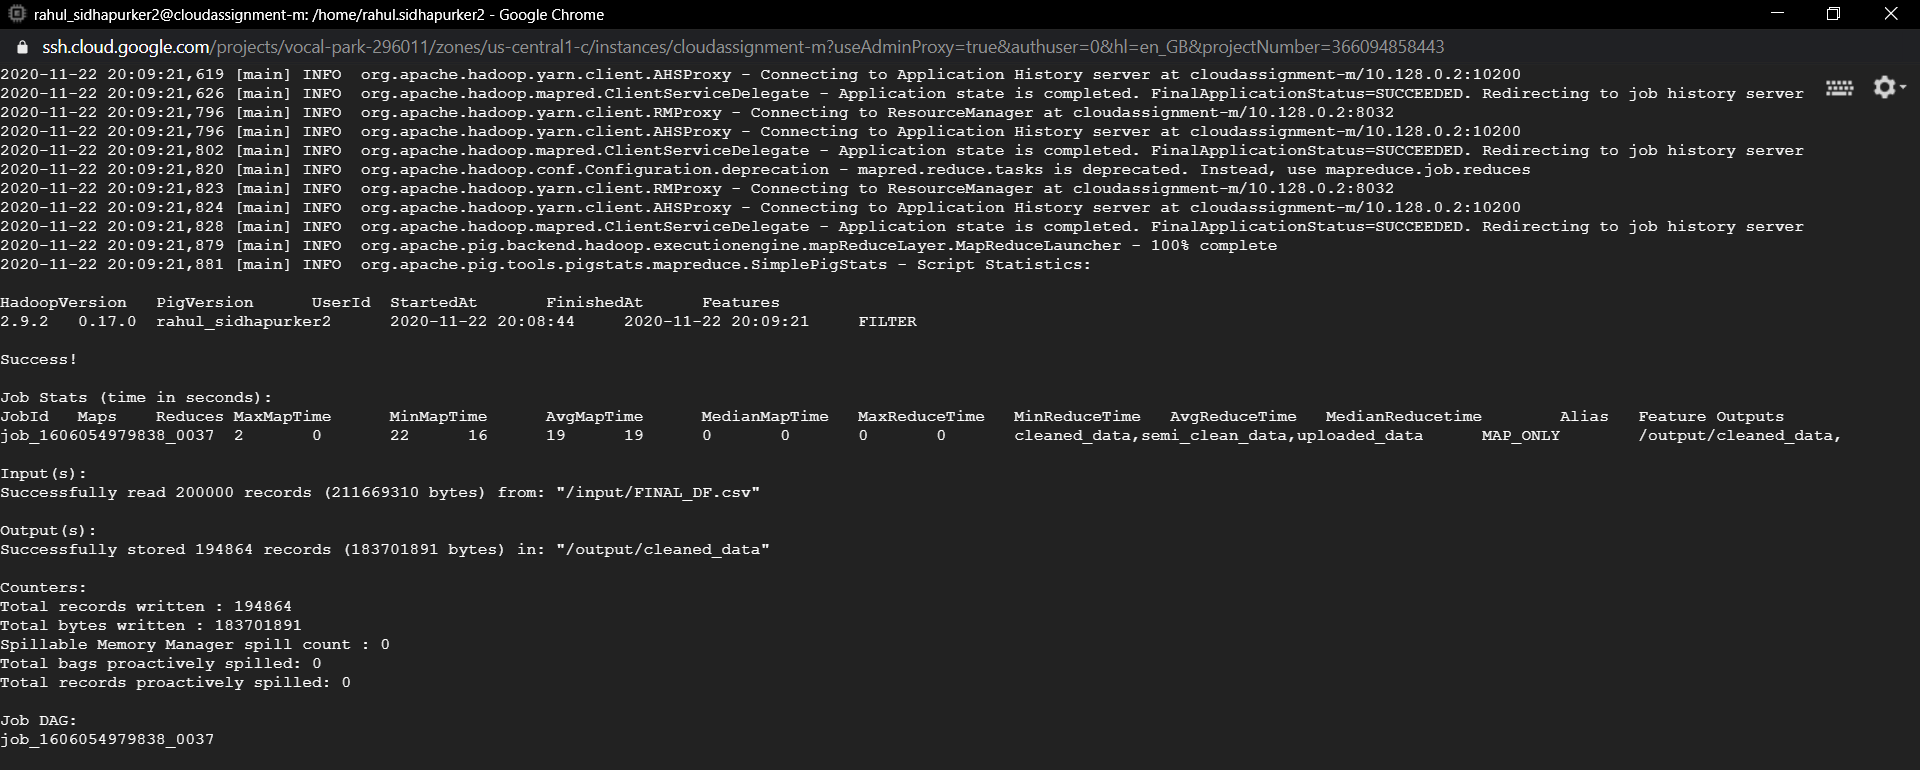 rahul_sidhapurker2@cloudassignment-m: /home/rahul.sidhapurker2 - Google Chrome
ssh.cloud.google.com/projects/vocal-park-296011/zones/us-central1-c/instances/cloudassignment-m?useAdminProxy=true&authuser=0&hl=en_GB&projectNumber=366094858443
2020-11-22 20:09:21,619 [main] INFO  org.apache.hadoop.yarn.client.AHSProxy - Connecting to Application History server at cloudassignment-m/10.128.0.2:10200
2020-11-22 20:09:21,626 [main] INFO  org.apache.hadoop.mapred.ClientServiceDelegate - Application state is completed. FinalApplicationStatus=SUCCEEDED. Redirecting to job history server
2020-11-22 20:09:21,796 [main] INFO  org.apache.hadoop.yarn.client.RMProxy - Connecting to ResourceManager at cloudassignment-m/10.128.0.2:8032
2020-11-22 20:09:21,796 [main] INFO  org.apache.hadoop.yarn.client.AHSProxy - Connecting to Application History server at cloudassignment-m/10.128.0.2:10200
2020-11-22 20:09:21,802 [main] INFO  org.apache.hadoop.mapred.ClientServiceDelegate - Application state is completed. FinalApplicationStatus=SUCCEEDED. Redirecting to job history server
2020-11-22 20:09:21,820 [main] INFO  org.apache.hadoop.conf.Configuration.deprecation - mapred.reduce.tasks is deprecated. Instead, use mapreduce.job.reduces
2020-11-22 20:09:21,823 [main] INFO  org.apache.hadoop.yarn.client.RMProxy - Connecting to ResourceManager at cloudassignment-m/10.128.0.2:8032
2020-11-22 20:09:21,824 [main] INFO  org.apache.hadoop.yarn.client.AHSProxy - Connecting to Application History server at cloudassignment-m/10.128.0.2:10200
2020-11-22 20:09:21,828 [main] INFO  org.apache.hadoop.mapred.ClientServiceDelegate - Application state is completed. FinalApplicationStatus=SUCCEEDED. Redirecting to job history server
2020-11-22 20:09:21,879 [main] INFO  org.apache.pig.backend.hadoop.executionengine.mapReduceLayer.MapReduceLauncher - 100% complete
2020-11-22 20:09:21,881 [main] INFO  org.apache.pig.tools.pigstats.mapreduce.SimplePigStats - Script Statistics:
HadoopVersion   PigVersion      UserId  StartedAt       FinishedAt      Features
2.9.2   0.17.0  rahul_sidhapurker2      2020-11-22 20:08:44     2020-11-22 20:09:21     FILTER
Success!
Job Stats (time in seconds):
JobId   Maps    Reduces MaxMapTime      MinMapTime      AvgMapTime      MedianMapTime   MaxReduceTime   MinReduceTime   AvgReduceTime   MedianReducetime        Alias   Feature Outputs
job_1606054979838_0037  2       0       22      16      19      19      0       0       0       0       cleaned_data,semi_clean_data,uploaded_data      MAP_ONLY        /output/cleaned_data,
Input(s):
Successfully read 200000 records (211669310 bytes) from: "/input/FINAL_DF.csv"
Output(s):
Successfully stored 194864 records (183701891 bytes) in: "/output/cleaned_data"
Counters:
Total records written : 194864
Total bytes written : 183701891
Spillable Memory Manager spill count : 0
Total bags proactively spilled: 0
Total records proactively spilled: 0
Job DAG:
job_1606054979838_0037